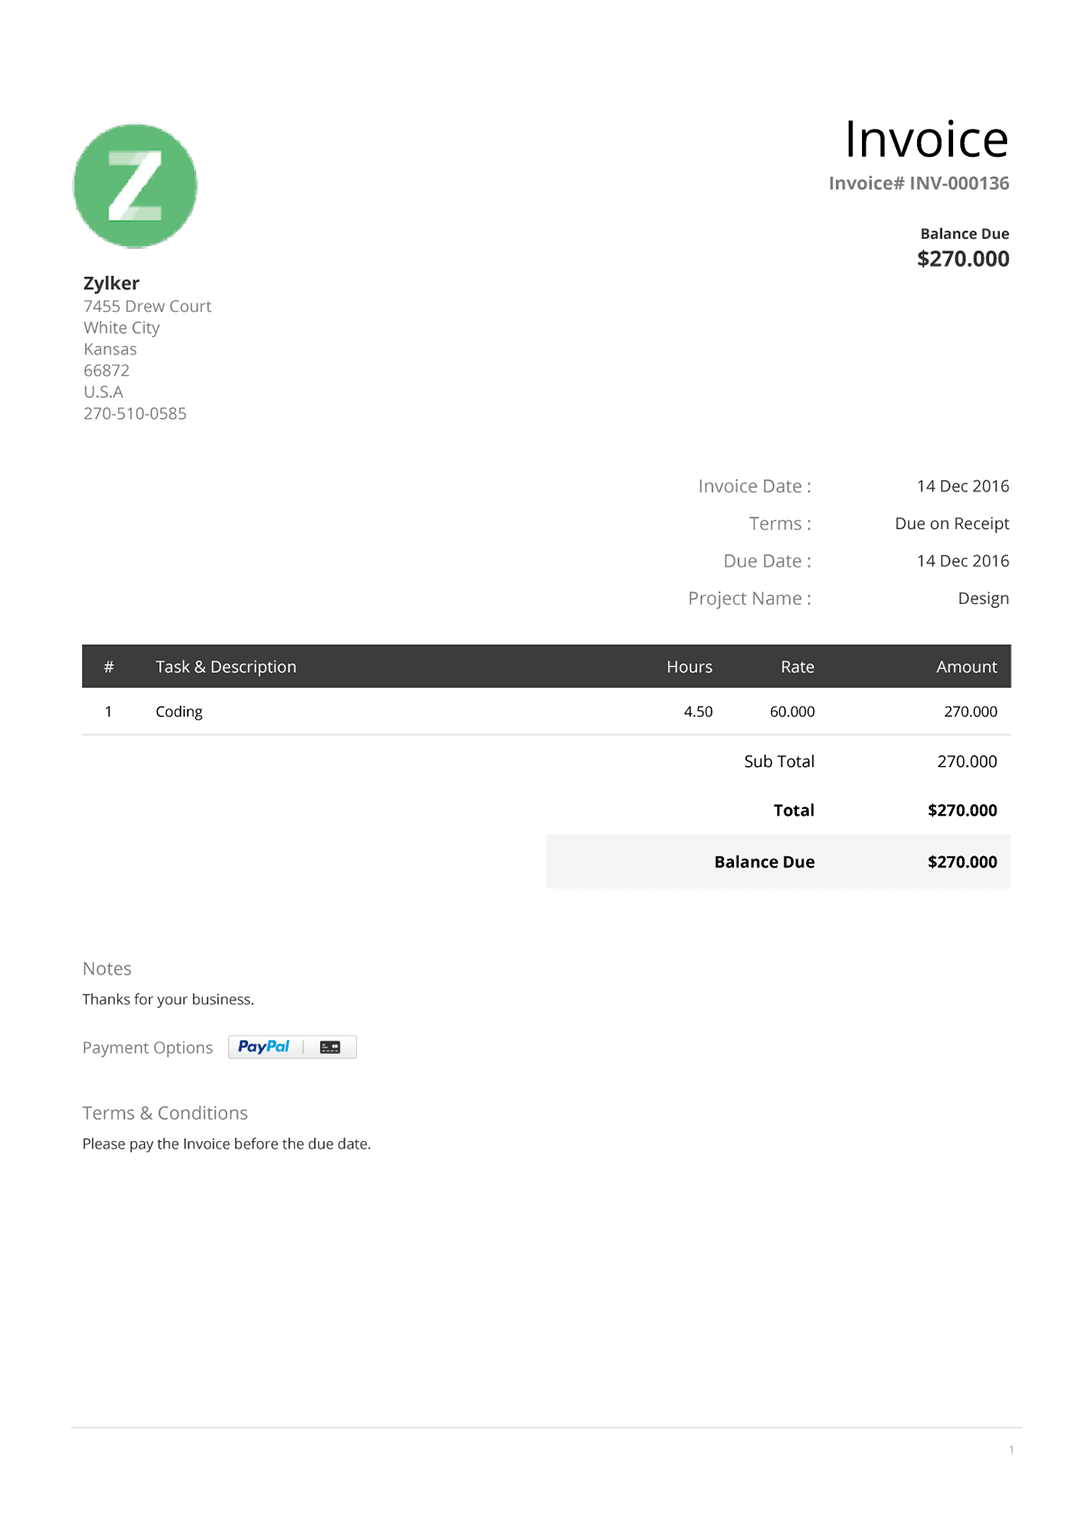 Z
Invoice
Invoice# INV-000136
Balance Due
$270.000
Zylker
7455 Drew Court
White City
Kansas
66872
U.S.A
270-510-0585
Invoice Date : 14 Dec 2016
Terms : Due on Receipt
Due Date : 14 Dec 2016
Project Name : Design
# Task & Description Hours Rate Amount
1 Coding 4.50 60.000 270.000
Sub Total 270.000
Total $270.000
Balance Due $270.000
Notes
Thanks for your business.
Payment Options PayPal
Terms & Conditions
Please pay the Invoice before the due date.
1